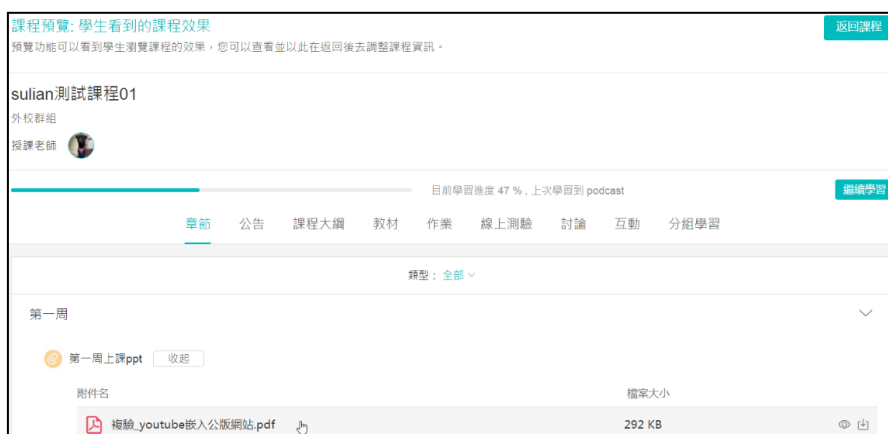 課程預覽: 學生看到的課程效果
返回課程
預覽功能可以看到學生瀏覽課程的效果，您可以查看並以此在返回後去調整課程資訊。
sulian測試課程01
外校群組
授課老師
目前學習進度 47 % , 上次學習到 podcast
繼續學習
章節 公告 課程大綱 教材 作業 線上測驗 討論 互動 分組學習
類型： 全部
第一周
第一周上課ppt 收起
附件名 檔案大小
複驗_youtube嵌入公版網站.pdf 292 KB